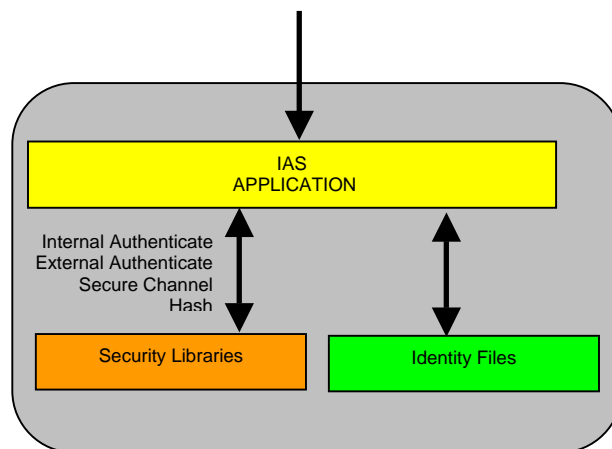 IAS
APPLICATION
Internal Authenticate
External Authenticate
Secure Channel
Hash
Security Libraries
Identity Files